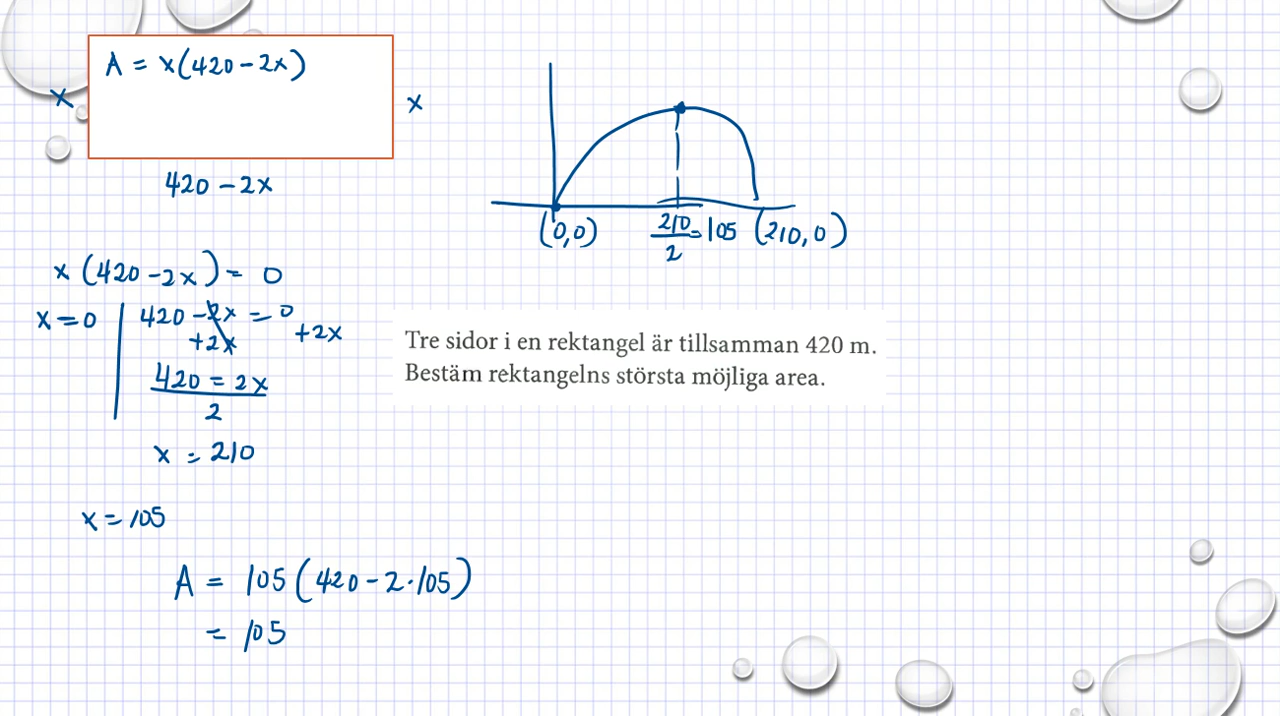 A = x(420-2x)
x
x
420-2x
x(420-2x) = 0
x=0 | 420-2x = 0
+2x +2x
420 = 2x
2
x = 210
x=105
A = 105(420-2·105)
= 105
(0,0)
210/2 = 105
(210,0)
Tre sidor i en rektangel är tillsamman 420 m.
Bestäm rektangelns största möjliga area.